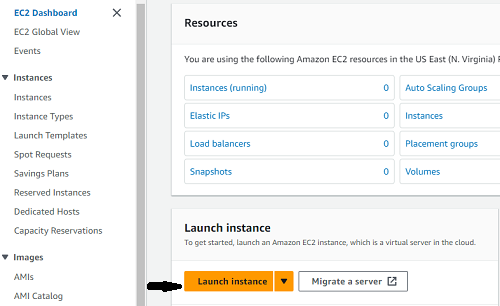 EC2 Dashboard
EC2 Global View
Events
Instances
Instances
Instance Types
Launch Templates
Spot Requests
Savings Plans
Reserved Instances
Dedicated Hosts
Capacity Reservations
Images
AMIs
AMI Catalog
Resources
You are using the following Amazon EC2 resources in the US East (N. Virginia)
Instances (running) 0 Auto Scaling Groups
Elastic IPs 0 Instances
Load balancers 0 Placement groups
Snapshots 0 Volumes
Launch instance
To get started, launch an Amazon EC2 instance, which is a virtual server in the cloud.
Launch instance Migrate a server